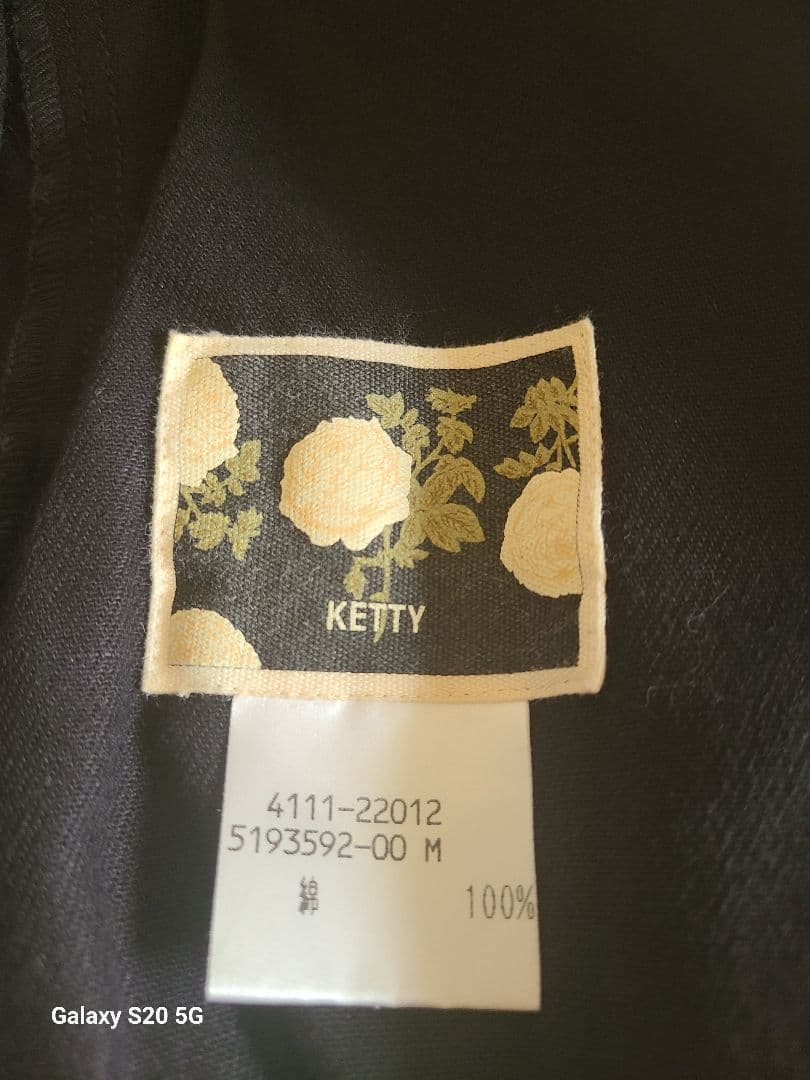 KETTY
4111-22012
5193592-00 M
綿 100%
Galaxy S20 5G